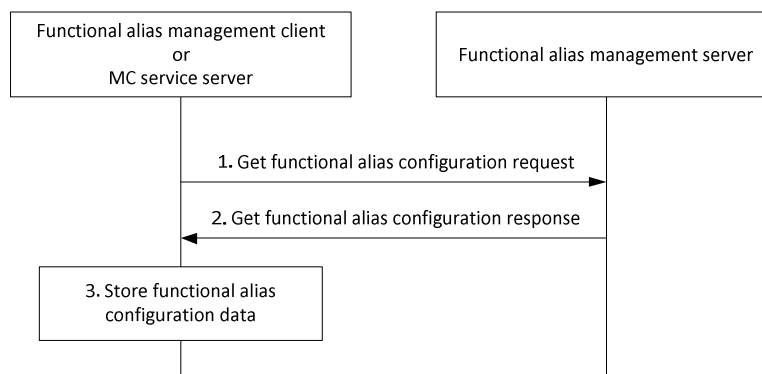 Functional alias management client
or
MC service server
Functional alias management server
1. Get functional alias configuration request
2. Get functional alias configuration response
3. Store functional alias
configuration data